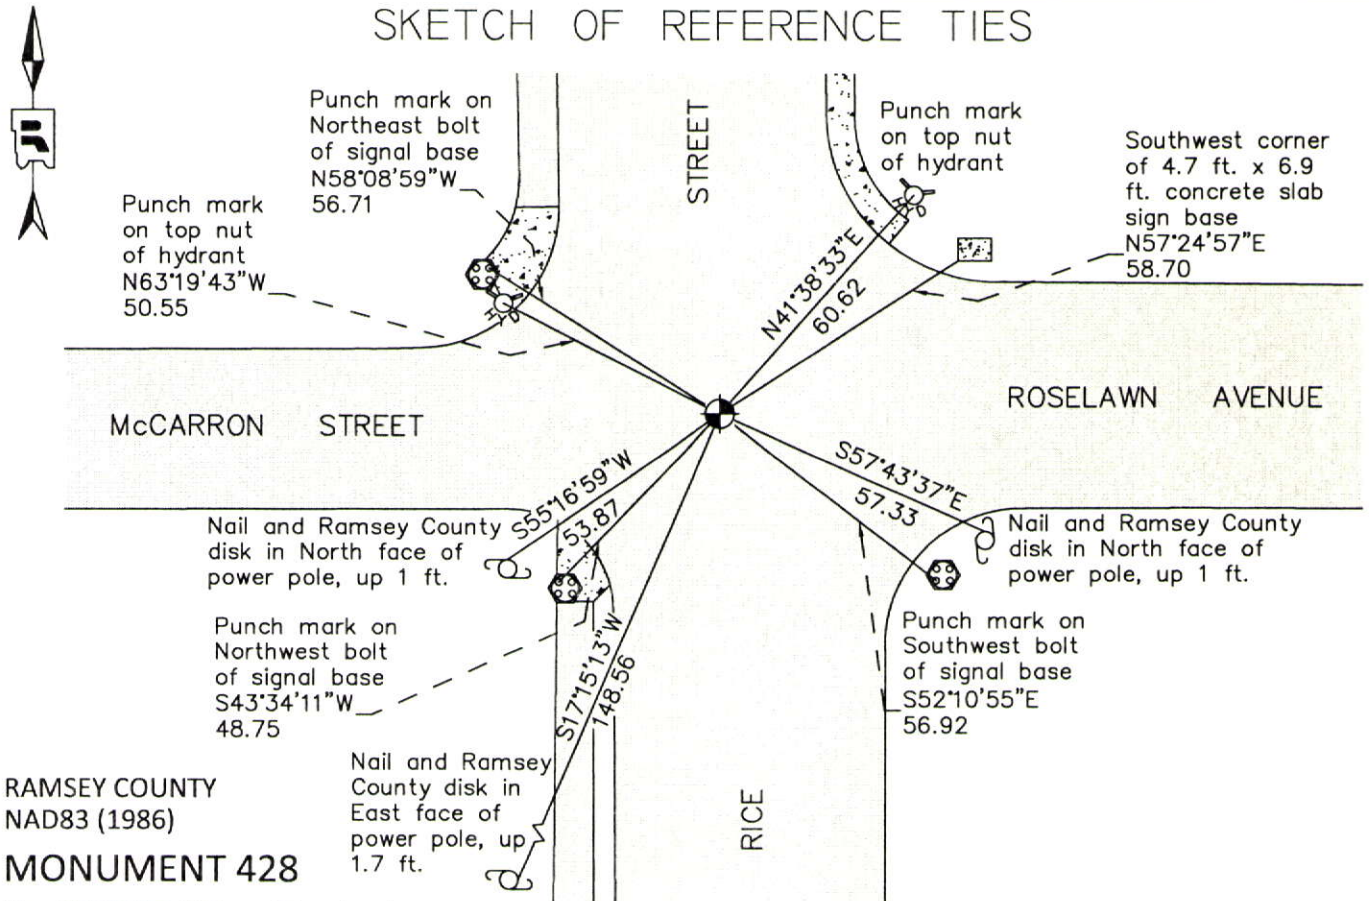 SKETCH OF REFERENCE TIES
Punch mark on
Northeast bolt
of signal base
N58°08'59"W
56.71
STREET
Punch mark
on top nut
of hydrant
Southwest corner
of 4.7 ft. x 6.9
ft. concrete slab
sign base
N57°24'57"E
58.70
Punch mark
on top nut
of hydrant
N63°19'43"W
50.55
HYD
HYD
N41°38'33"E
60.62
McCARRON STREET
ROSELAWN AVENUE
S55°16'59"W
53.87
S57°43'37"E
57.33
Nail and Ramsey County
disk in North face of
power pole, up 1 ft.
Nail and Ramsey County
disk in North face of
power pole, up 1 ft.
Punch mark on
Northwest bolt
of signal base
S43°34'11"W
48.75
S17°15'13"W
148.56
Punch mark on
Southwest bolt
of signal base
S52°10'55"E
56.92
Nail and Ramsey
County disk in
East face of
power pole, up
1.7 ft.
RICE
RAMSEY COUNTY
NAD83 (1986)
MONUMENT 428